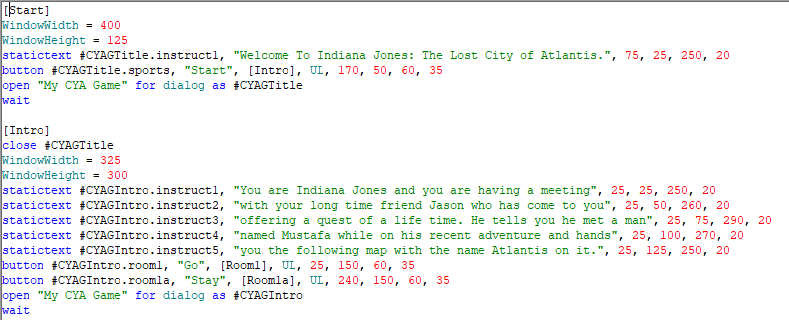 [Start]
WindowWidth = 400
WindowHeight = 125
statictext #CYAGTitle.instruct1, "Welcome To Indiana Jones: The Lost City of Atlantis.", 75, 25, 250, 20
button #CYAGTitle.sports, "Start", [Intro], UL, 170, 50, 60, 35
open "My CYA Game" for dialog as #CYAGTitle
wait

[Intro]
close #CYAGTitle
WindowWidth = 325
WindowHeight = 300
statictext #CYAGIntro.instruct1, "You are Indiana Jones and you are having a meeting", 25, 25, 250, 20
statictext #CYAGIntro.instruct2, "with your long time friend Jason who has come to you", 25, 50, 260, 20
statictext #CYAGIntro.instruct3, "offering a quest of a life time. He tells you he met a man", 25, 75, 290, 20
statictext #CYAGIntro.instruct4, "named Mustafa while on his recent adventure and hands", 25, 100, 270, 20
statictext #CYAGIntro.instruct5, "you the following map with the name Atlantis on it.", 25, 125, 250, 20
button #CYAGIntro.room1, "Go", [Room1], UL, 25, 150, 60, 35
button #CYAGIntro.room1a, "Stay", [Room1a], UL, 240, 150, 60, 35
open "My CYA Game" for dialog as #CYAGIntro
wait